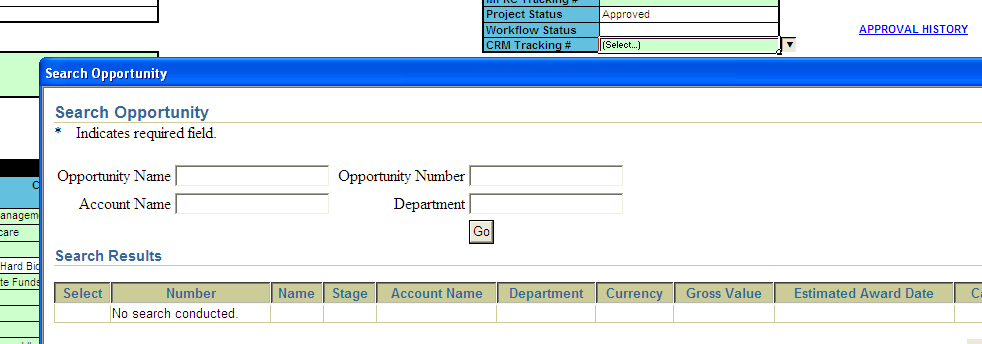 Project Status Approved
Workflow Status
CRM Tracking # (Select...)
APPROVAL HISTORY
Search Opportunity
Search Opportunity
* Indicates required field.
Opportunity Name Opportunity Number
Account Name Department
Go
Search Results
Select Number Name Stage Account Name Department Currency Gross Value Estimated Award Date
No search conducted.
anagem
care
Hard Bid
te Funds